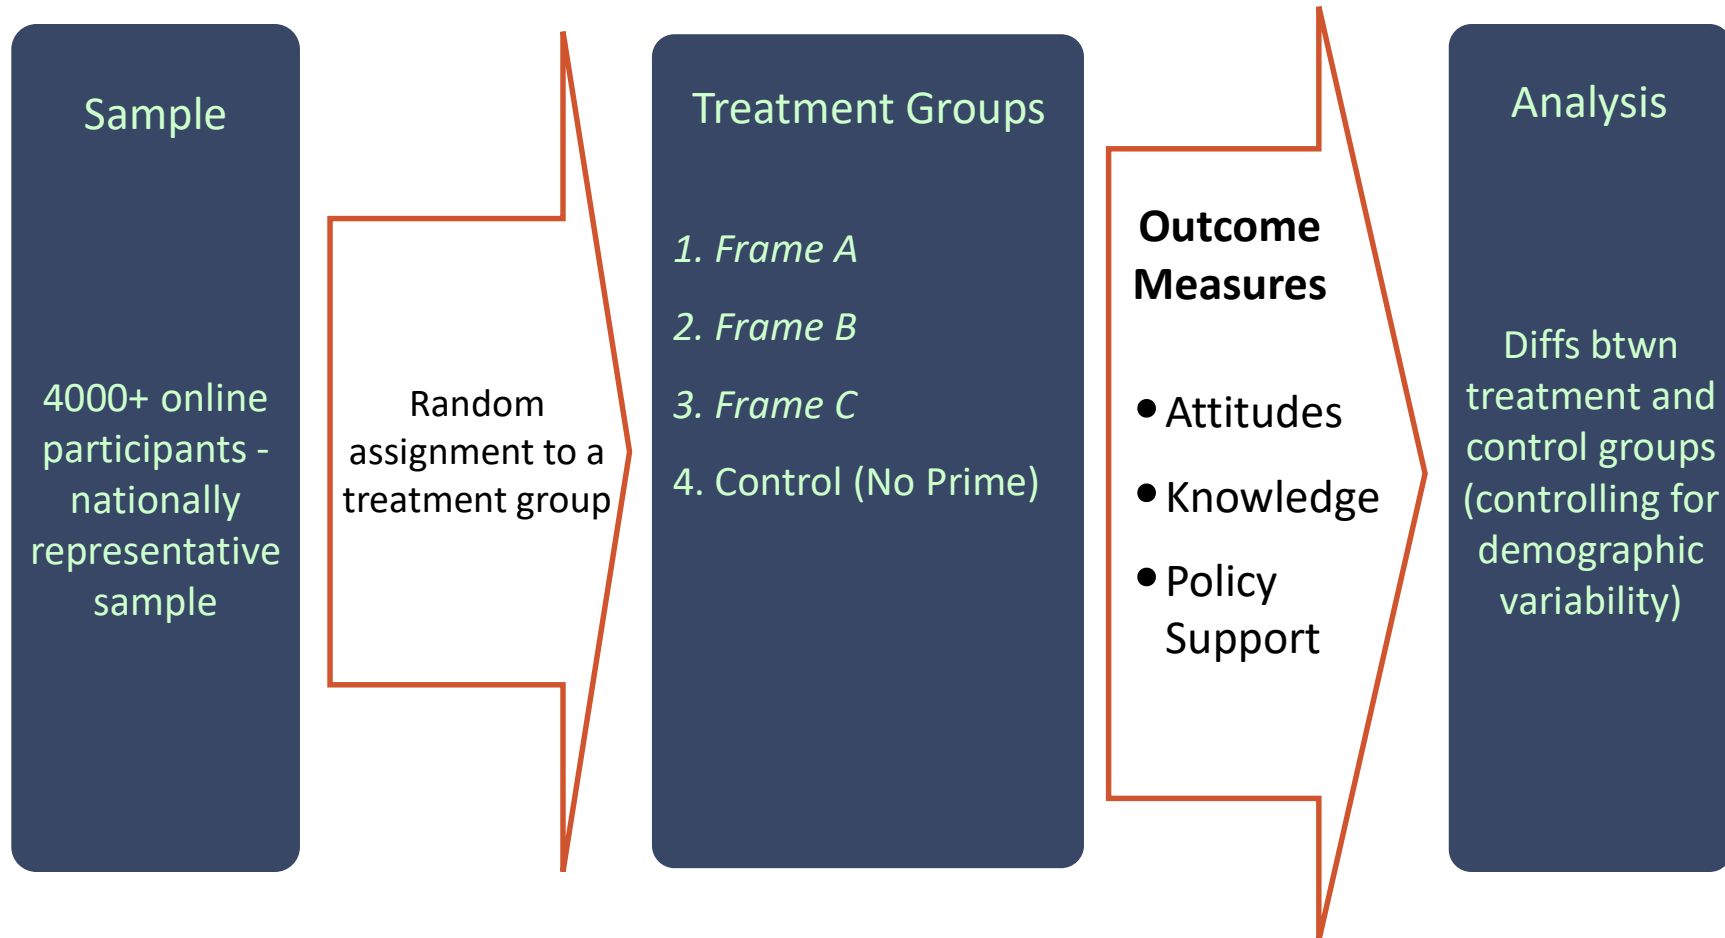 Sample
4000+ online
participants -
nationally
representative
sample
Random
assignment to a
treatment group
Treatment Groups
1. Frame A
2. Frame B
3. Frame C
4. Control (No Prime)
Outcome
Measures
• Attitudes
• Knowledge
• Policy
Support
Analysis
Diffs btwn
treatment and
control groups
(controlling for
demographic
variability)